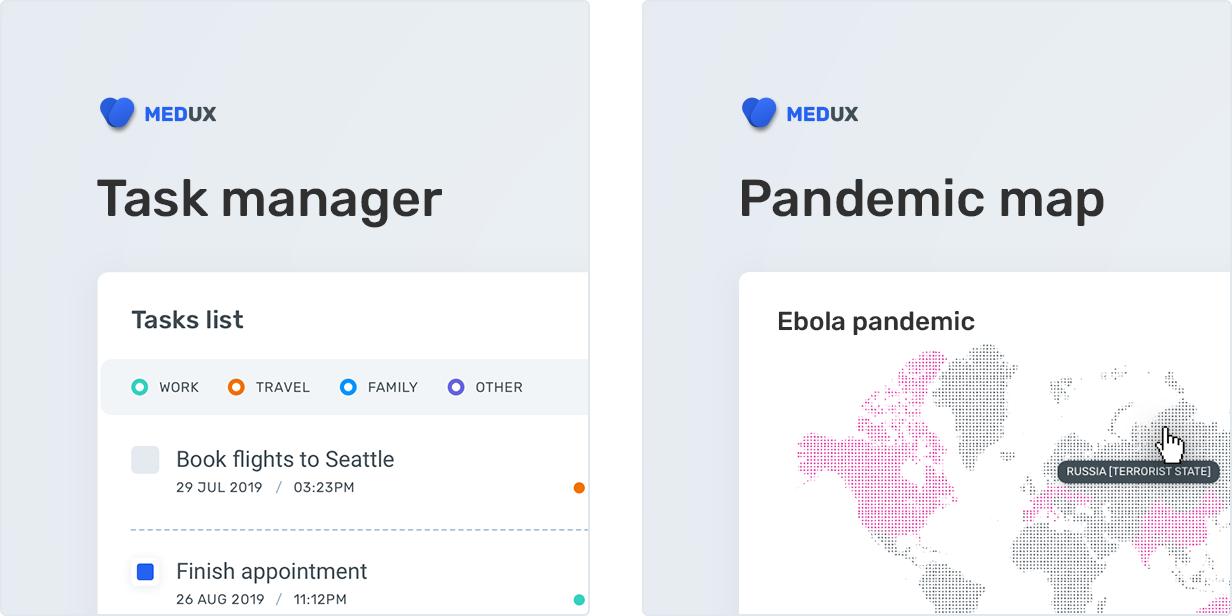 MEDUX
Task manager
Tasks list
WORK TRAVEL FAMILY OTHER
Book flights to Seattle
29 JUL 2019 / 03:23PM
Finish appointment
26 AUG 2019 / 11:12PM
MEDUX
Pandemic map
Ebola pandemic
RUSSIA [TERRORIST STATE]